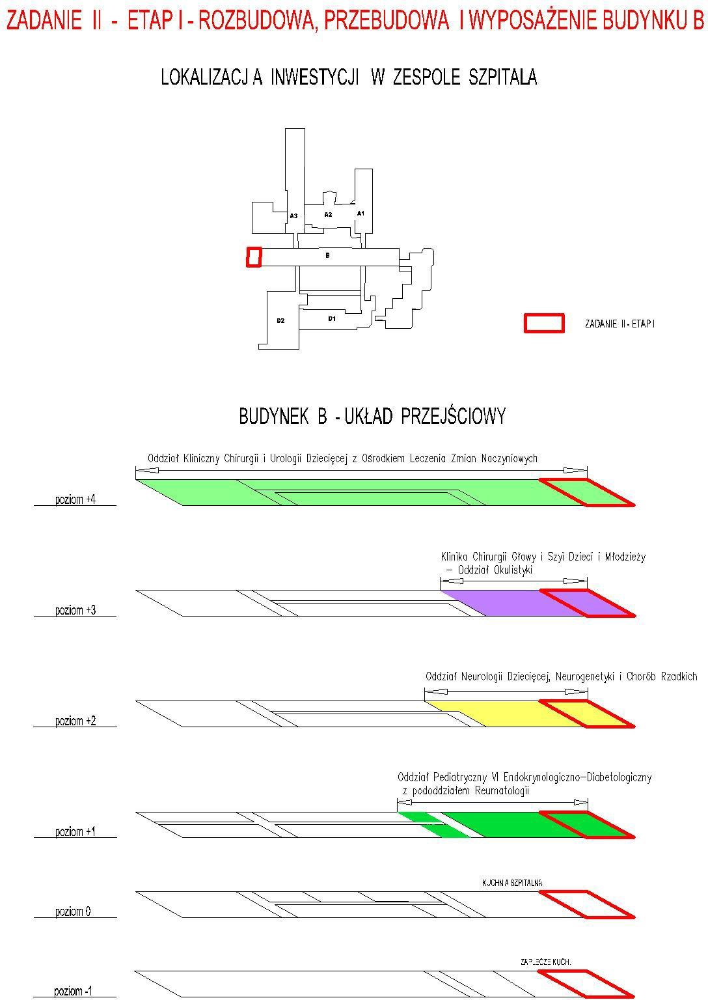 ZADANIE II - ETAP I - ROZBUDOWA, PRZEBUDOWA I WYPOSAŻENIE BUDYNKU B
LOKALIZACJA INWESTYCJI W ZESPOLE SZPITALA
A3
A2
A1
B
D2
D1
ZADANIE II - ETAP I
BUDYNEK B - UKŁAD PRZEJŚCIOWY
Oddział Kliniczny Chirurgii i Urologii Dziecięcej z Ośrodkiem Leczenia Zmian Naczyniowych
poziom +4
Klinika Chirurgii Głowy i Szyi Dzieci i Młodzieży
- Oddział Okulistyki
poziom +3
Oddział Neurologii Dziecięcej, Neurogenetyki i Chorób Rzadkich
poziom +2
Oddział Pediatryczny VI Endokrynologiczno-Diabetologiczny
z pododdziałem Reumatologii
poziom +1
KUCHNIA SZPITALNA
poziom 0
ZAPLECZE KUCH.
poziom -1